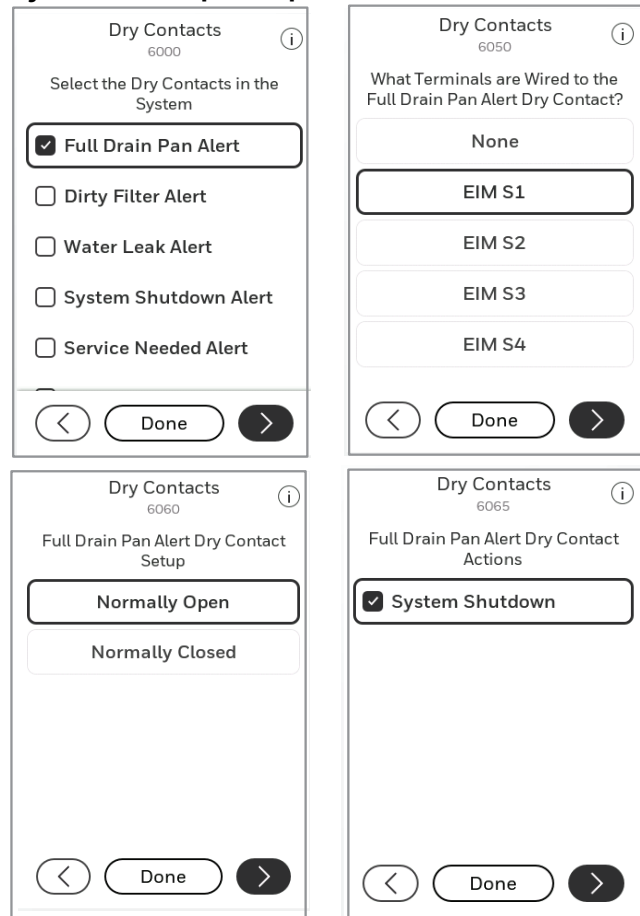 Dry Contacts
6000
Select the Dry Contacts in the
System
Full Drain Pan Alert
Dirty Filter Alert
Water Leak Alert
System Shutdown Alert
Service Needed Alert
Done
Dry Contacts
6050
What Terminals are Wired to the
Full Drain Pan Alert Dry Contact?
None
EIM S1
EIM S2
EIM S3
EIM S4
Done
Dry Contacts
6060
Full Drain Pan Alert Dry Contact
Setup
Normally Open
Normally Closed
Done
Dry Contacts
6065
Full Drain Pan Alert Dry Contact
Actions
System Shutdown
Done